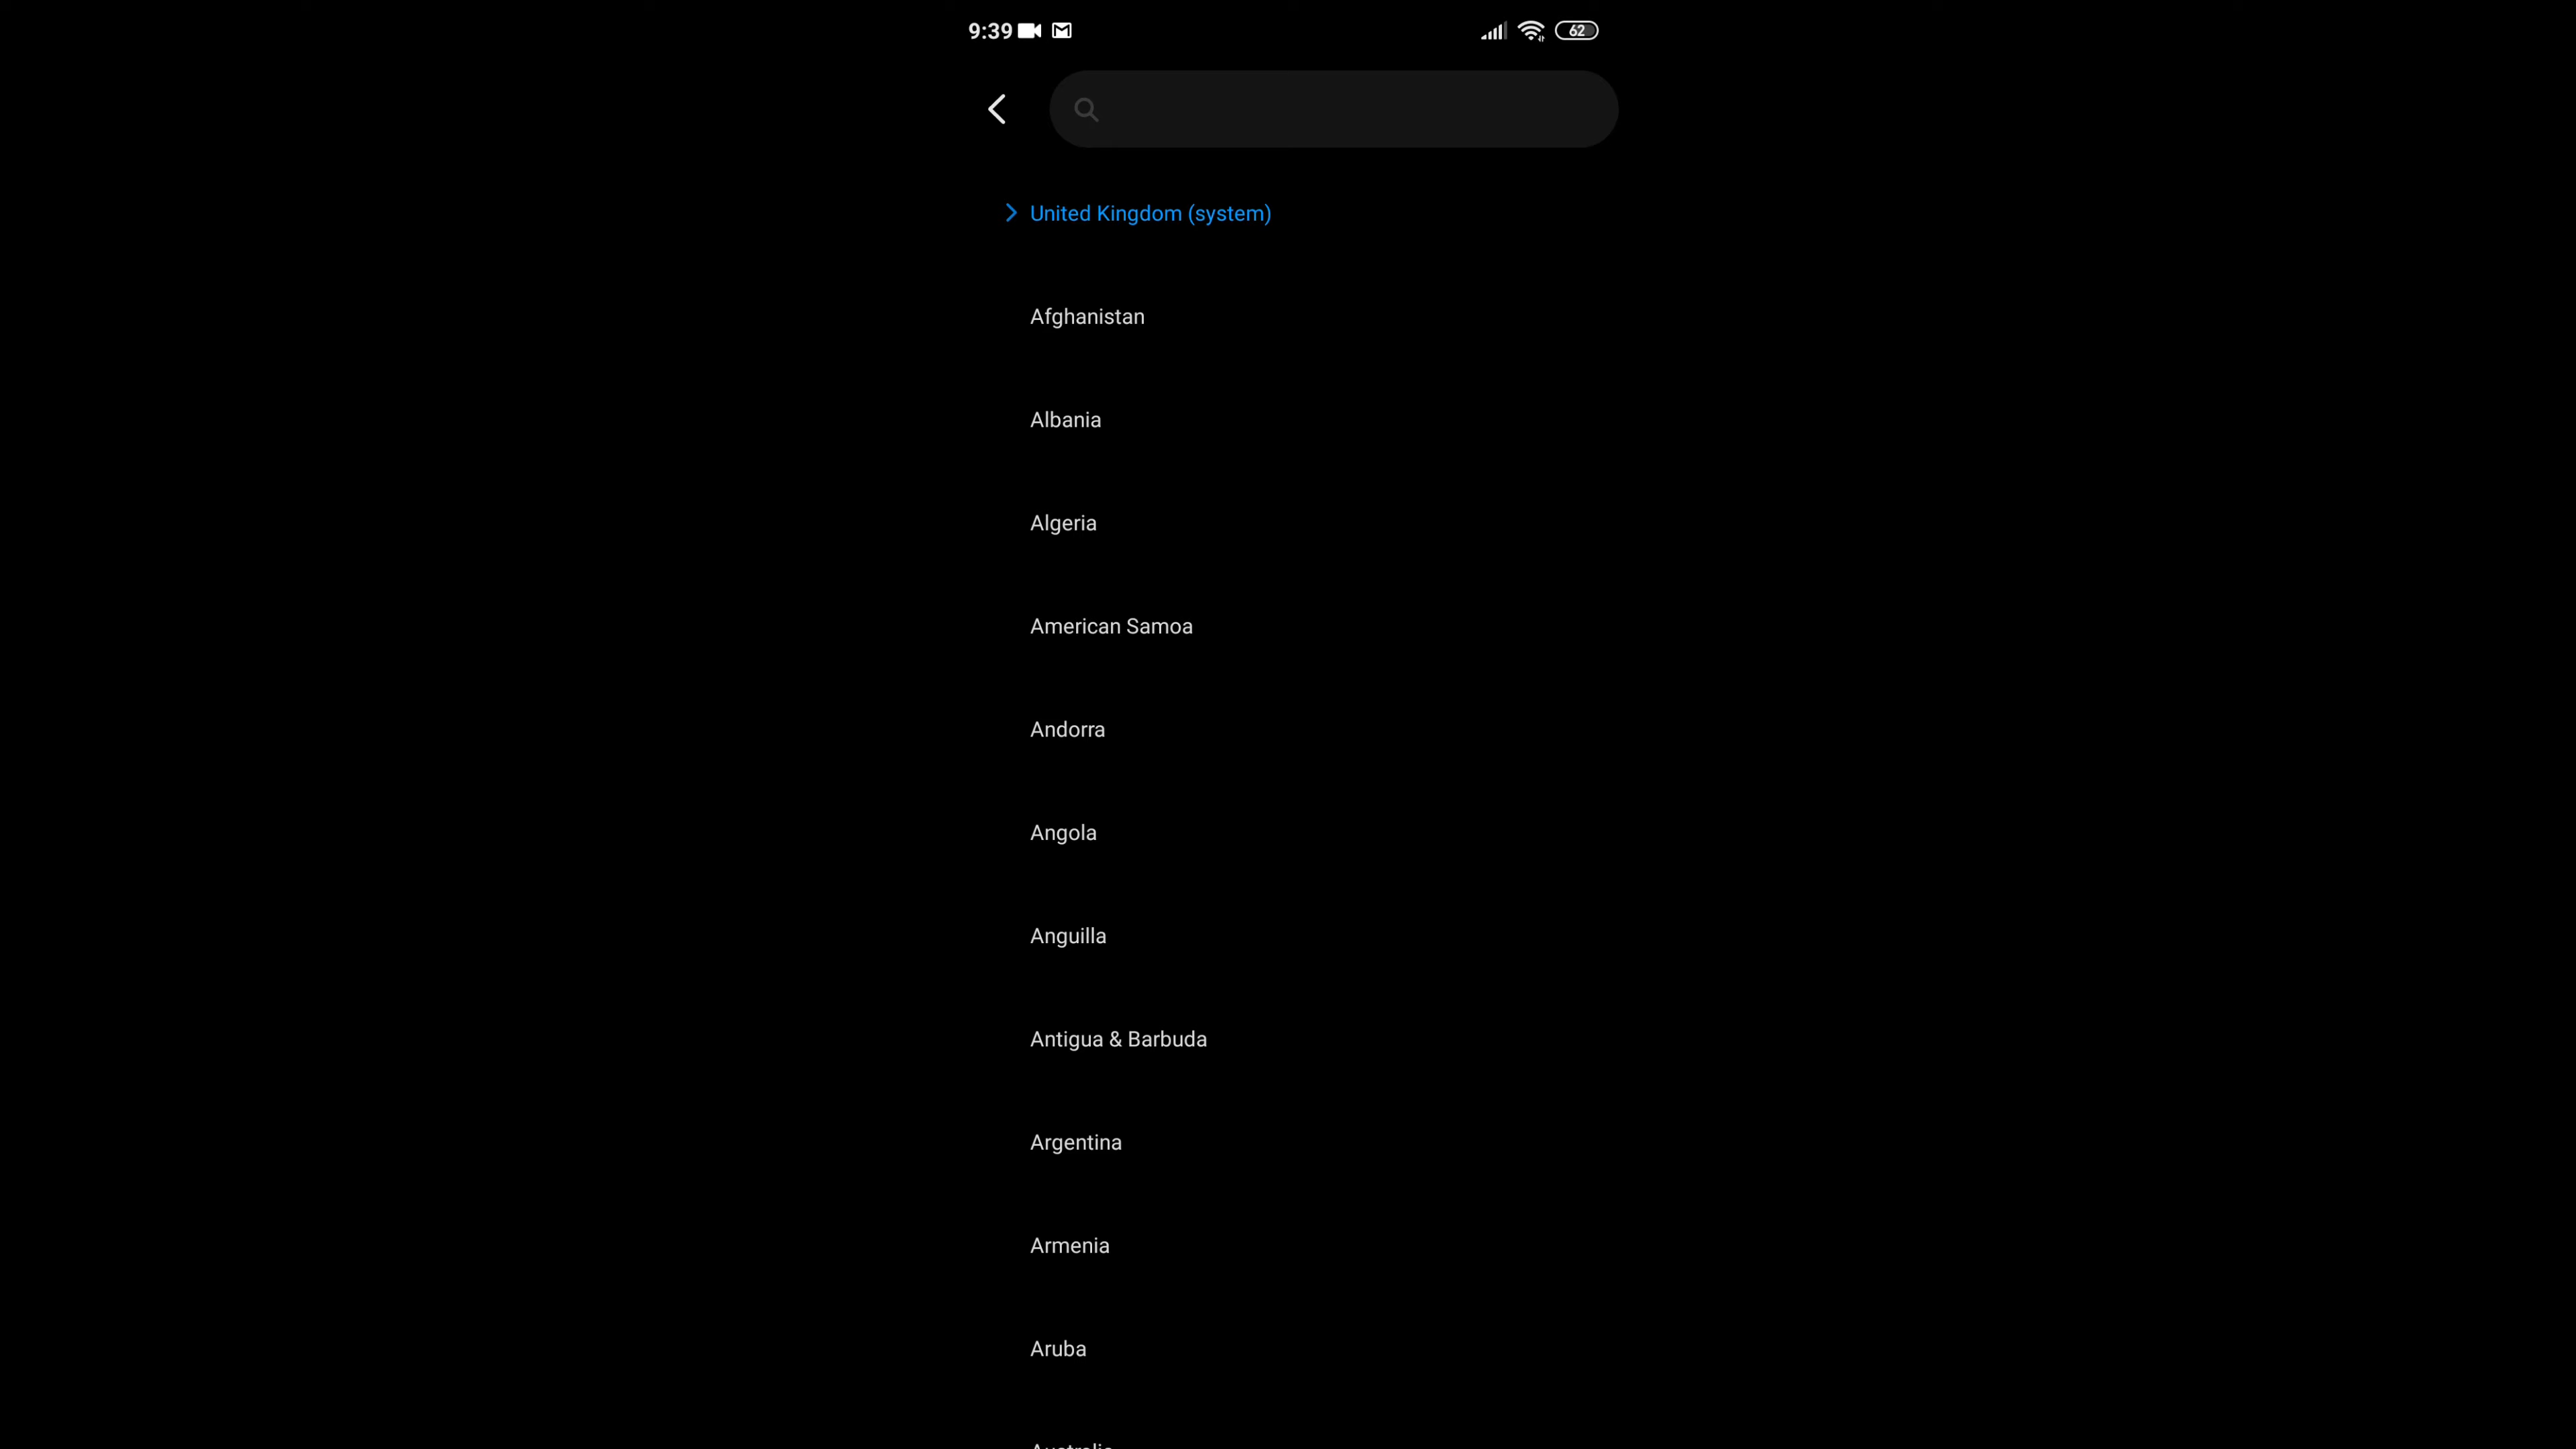 9:39
62
United Kingdom (system)
Afghanistan
Albania
Algeria
American Samoa
Andorra
Angola
Anguilla
Antigua & Barbuda
Argentina
Armenia
Aruba